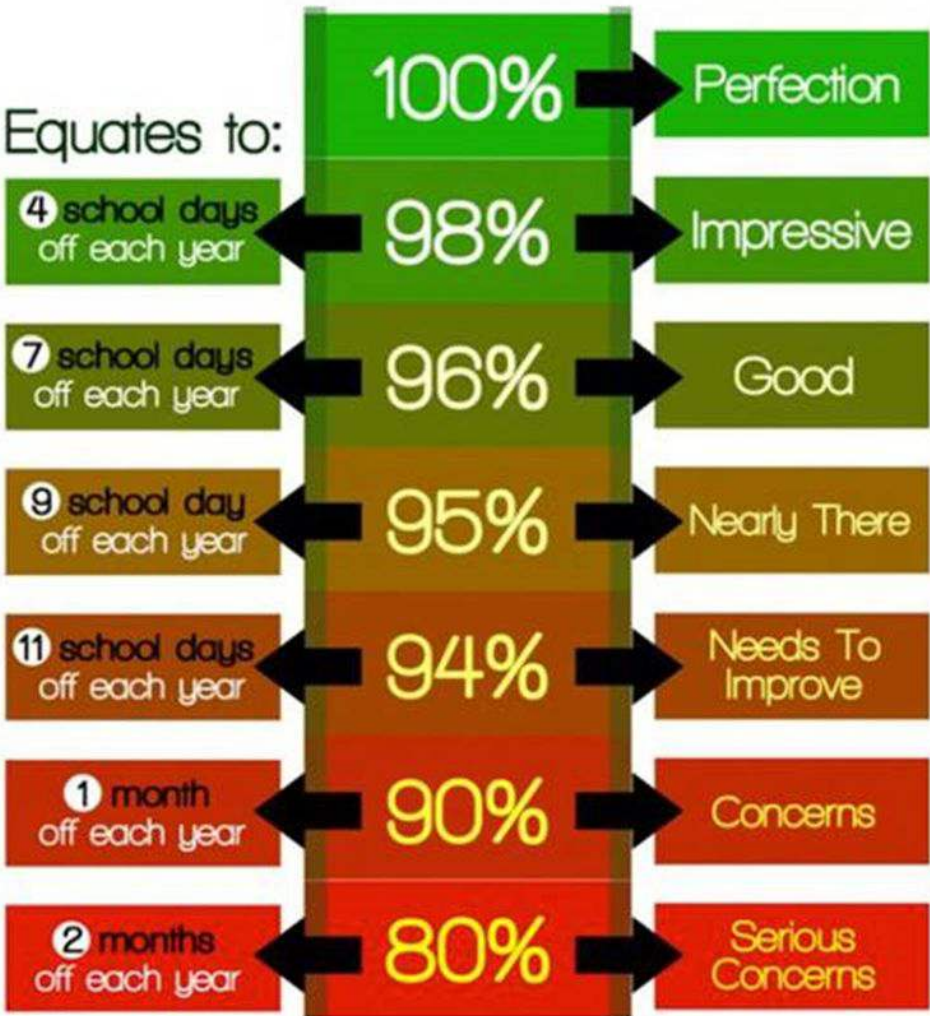 100%
Perfection
Equates to:
4 school days
off each year
98%
Impressive
7 school days
off each year
96%
Good
9 school day
off each year
95%
Nearly There
11 school days
off each year
94%
Needs To
Improve
1 month
off each year
90%
Concerns
2 months
off each year
80%
Serious
Concerns